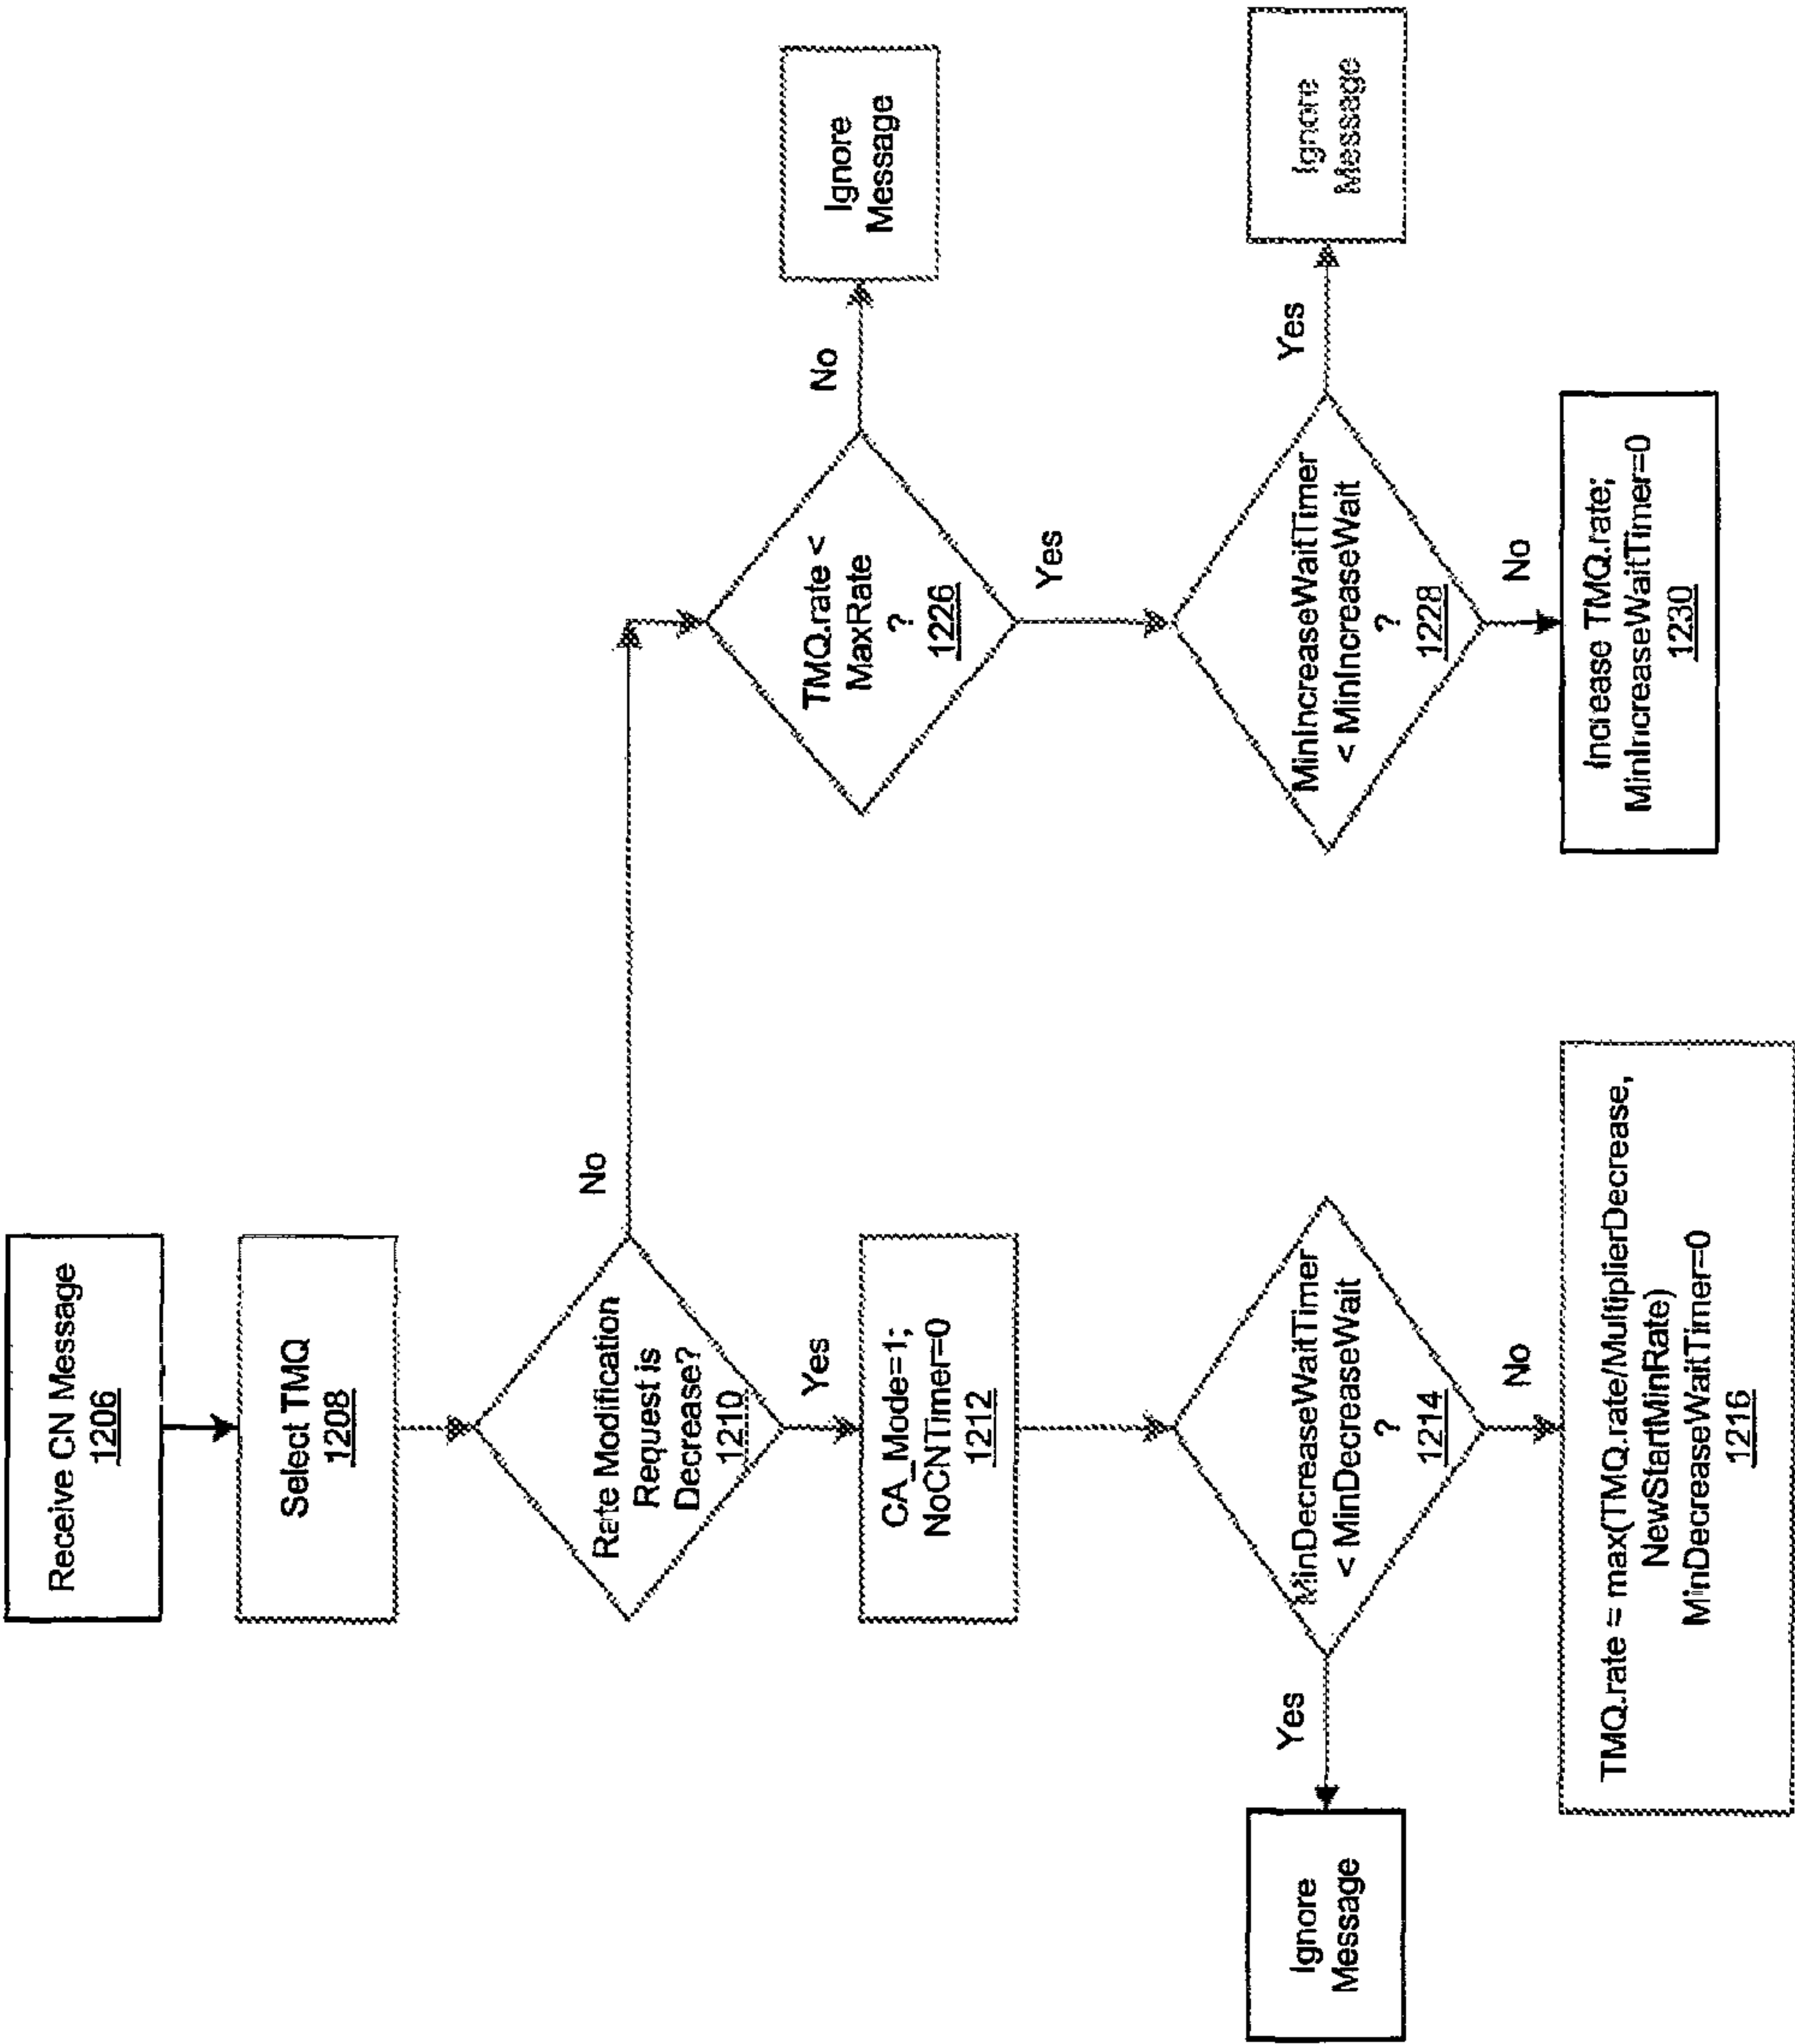 Receive CN Message
1206
Select TMQ
1208
Rate Modification
Request is
Decrease?
1210
No
Yes
CA_Mode=1;
NoCNTimer=0
1212
MinDecreaseWaitTimer
< MinDecreaseWait
?
1214
Yes
Ignore
Message
No
TMQ.rate = max(TMQ.rate/MultiplierDecrease,
NewStartMinRate)
MinDecreaseWaitTimer=0
1216
TMQ.rate <
MaxRate
?
1226
No
Ignore
Message
Yes
MinIncreaseWaitTimer
< MinIncreaseWait
?
1228
Yes
Ignore
Message
No
Increase TMQ.rate;
MinIncreaseWaitTimer=0
1230